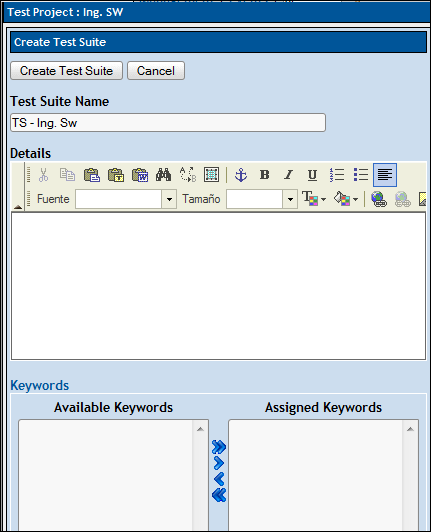 Test Project : Ing. SW
Create Test Suite
Create Test Suite Cancel
Test Suite Name
TS - Ing. Sw
Details
B I U
Fuente Tamaño
Keywords
Available Keywords Assigned Keywords